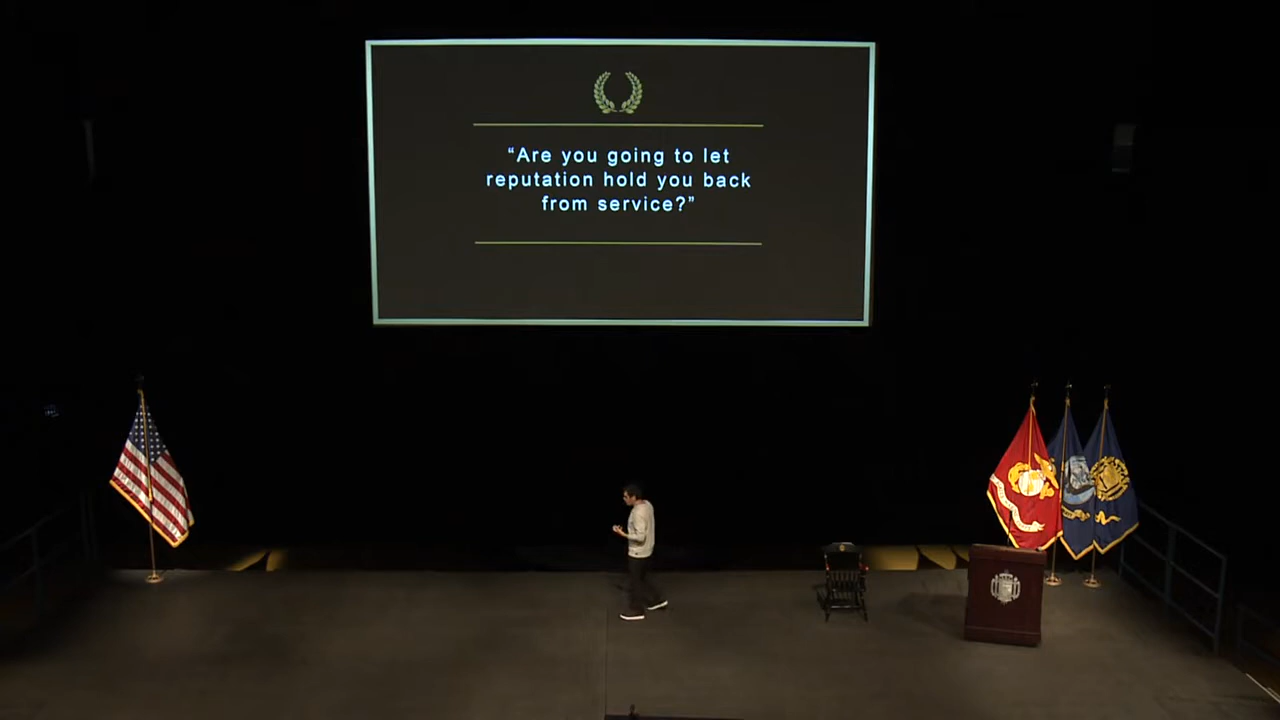 “Are you going to let
reputation hold you back
from service?”